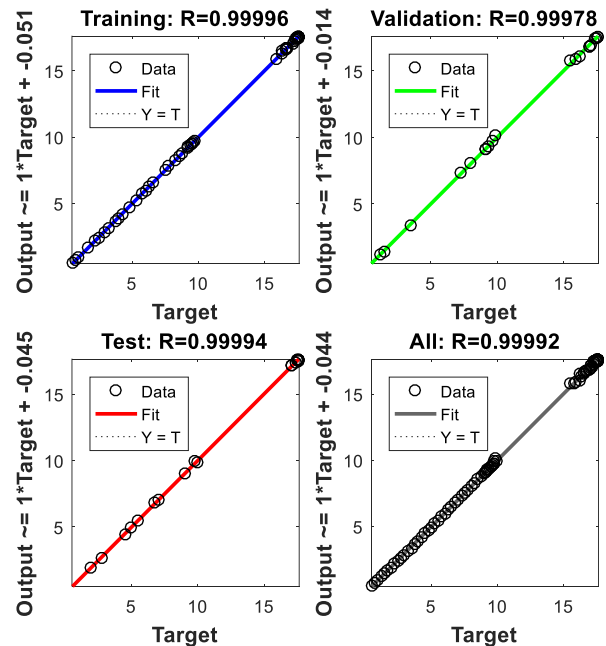 Training: R=0.99996
Output ~= 1*Target + -0.051
15
10
5
Data
Fit
Y = T
5
10
15
Target
Validation: R=0.99978
Output ~= 1*Target + -0.014
15
10
5
Data
Fit
Y = T
5
10
15
Target
Test: R=0.99994
Output ~= 1*Target + -0.045
15
10
5
Data
Fit
Y = T
5
10
15
Target
All: R=0.99992
Output ~= 1*Target + -0.044
15
10
5
Data
Fit
Y = T
5
10
15
Target